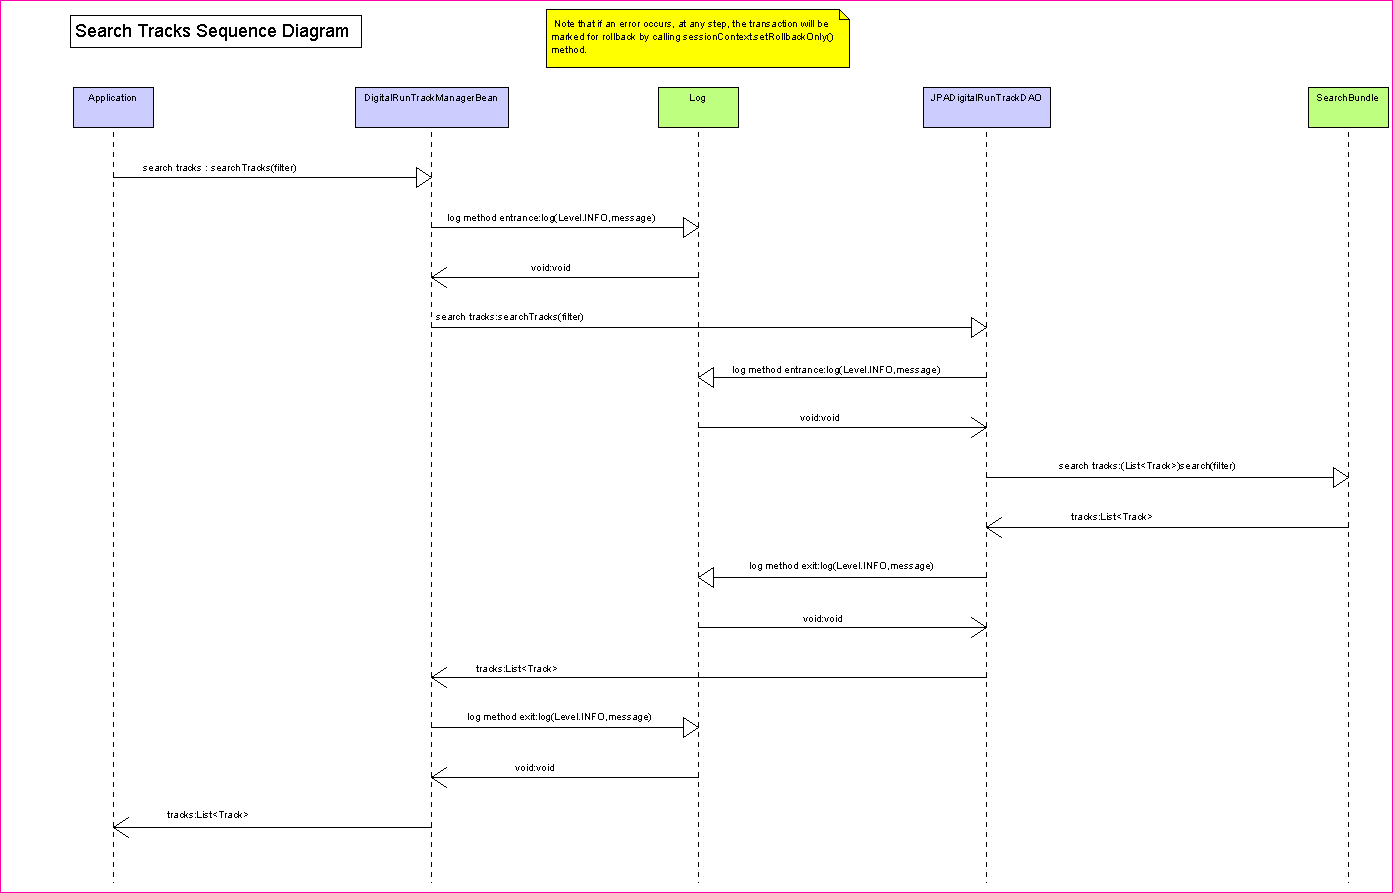 Search Tracks Sequence Diagram
Note that if an error occurs, at any step, the transaction will be
marked for rollback by calling sessionContext.setRollbackOnly()
method.
Application
DigitalRunTrackManagerBean
Log
JPADigitalRunTrackDAO
SearchBundle
search tracks : searchTracks(filter)
log method entrance:log(Level.INFO,message)
void:void
search tracks:searchTracks(filter)
log method entrance:log(Level.INFO,message)
void:void
search tracks:(List<Track>)search(filter)
tracks:List<Track>
log method exit:log(Level.INFO,message)
void:void
tracks:List<Track>
log method exit:log(Level.INFO,message)
void:void
tracks:List<Track>